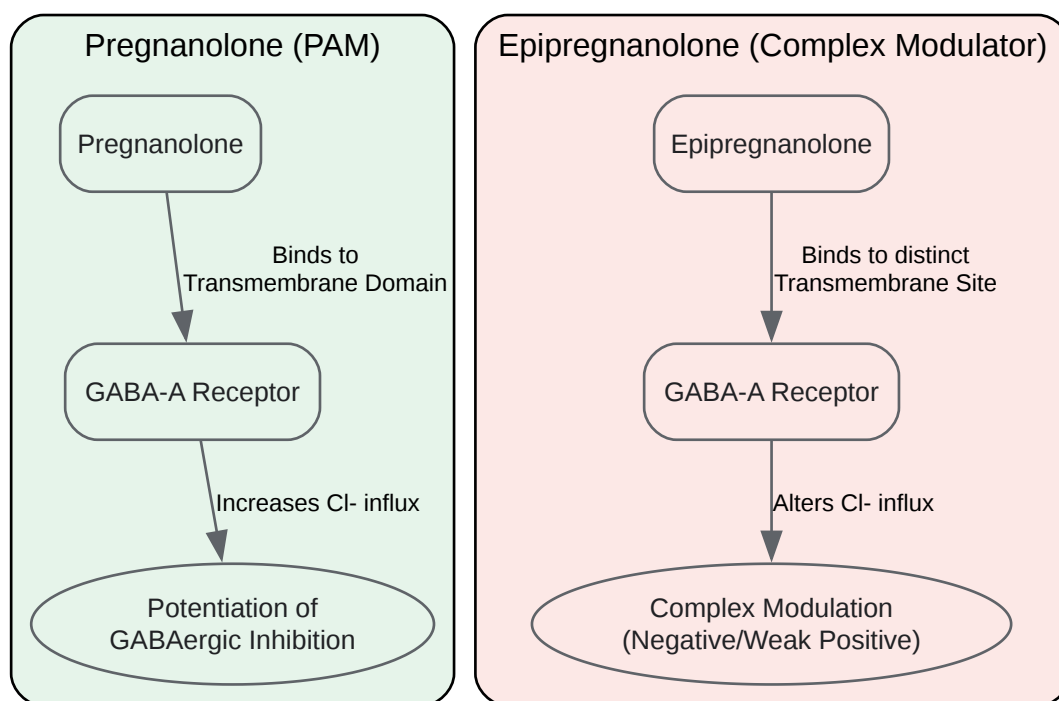 Pregnanolone (PAM)
Pregnanolone
Binds to
Transmembrane Domain
GABA-A Receptor
Increases Cl- influx
Potentiation of
GABAergic Inhibition
Epipregnanolone (Complex Modulator)
Epipregnanolone
Binds to distinct
Transmembrane Site
GABA-A Receptor
Alters Cl- influx
Complex Modulation
(Negative/Weak Positive)